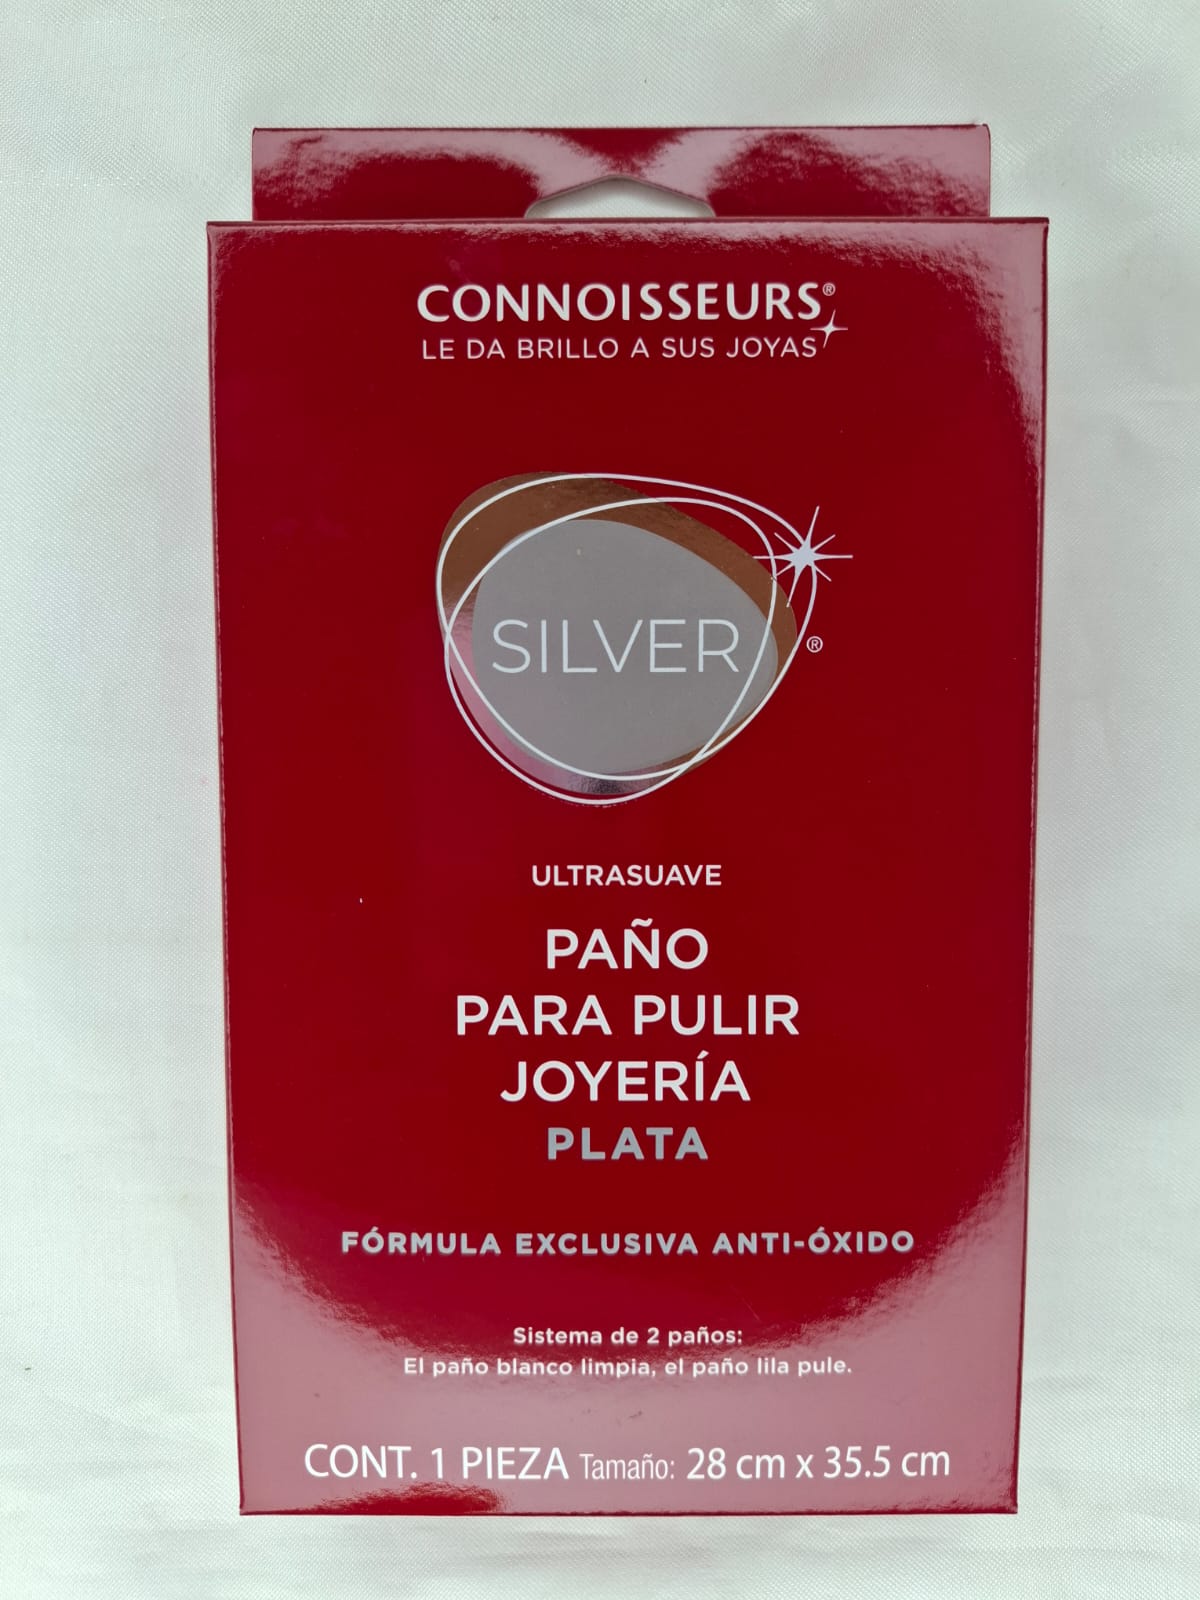 CONNOISSEURS®
LE DA BRILLO A SUS JOYAS
SILVER
®
ULTRASUAVE
PAÑO
PARA PULIR
JOYERÍA
PLATA
FÓRMULA EXCLUSIVA ANTI-ÓXIDO
Sistema de 2 paños:
El paño blanco limpia, el paño lila pule.
CONT. 1 PIEZA Tamaño: 28 cm x 35.5 cm